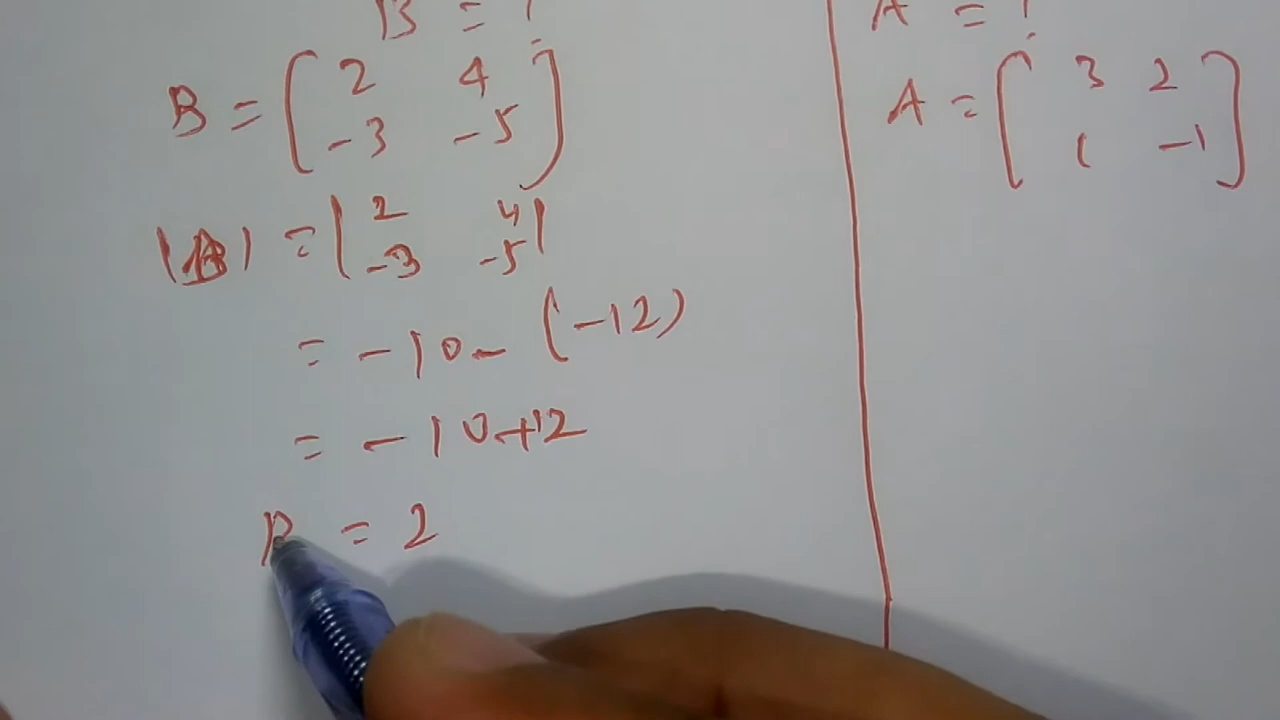 B = ?
B = ( 2 4
-3 -5 )
|B| = | 2 4
-3 -5 |
= -10 - (-12)
= -10 + 12
B = 2
A = ?
A = [ 3 2
1 -1 ]